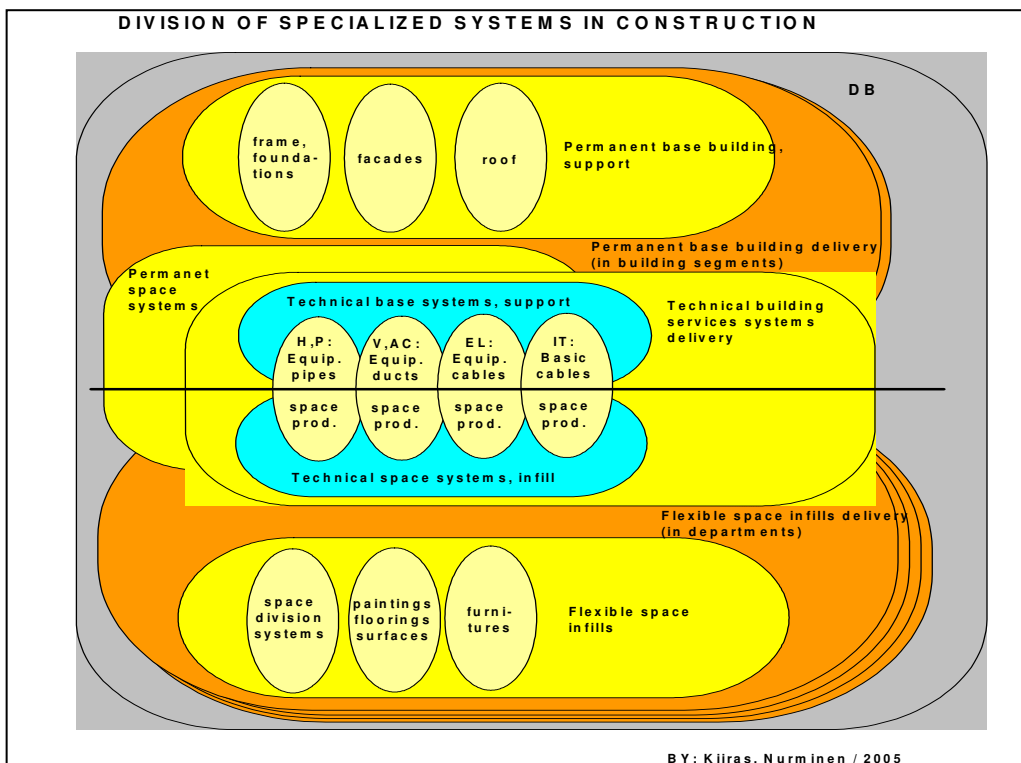 DIVISION OF SPECIALIZED SYSTEMS IN CONSTRUCTION
DB
frame,
founda-
tions
facades
roof
Permanent base building,
support
Permanent base building delivery
(in building segments)
Permanet
space
systems
Technical base systems, support
Technical building
services systems
delivery
H,P:
Equip.
pipes
V,AC:
Equip.
ducts
EL:
Equip.
cables
IT:
Basic
cables
space
prod.
space
prod.
space
prod.
space
prod.
Technical space systems, infill
Flexible space infills delivery
(in departments)
space
division
systems
paintings
floorings
surfaces
furni-
tures
Flexible space
infills
BY: Kiiras, Nurminen / 2005